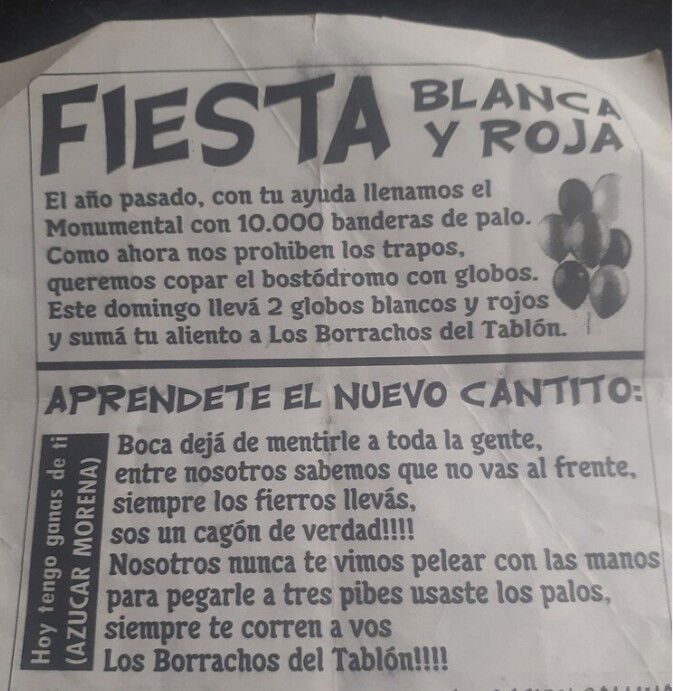 FIESTA BLANCA
Y ROJA
El año pasado, con tu ayuda llenamos el
Monumental con 10.000 banderas de palo.
Como ahora nos prohiben los trapos,
queremos copar el bostódromo con globos.
Este domingo llevá 2 globos blancos y rojos
y sumá tu aliento a Los Borrachos del Tablón.
APRENDETE EL NUEVO CANTITO:
Hoy tengo ganas de ti
(AZUCAR MORENA)
Boca dejá de mentirle a toda la gente,
entre nosotros sabemos que no vas al frente,
siempre los fierros llevás,
sos un cagón de verdad!!!!
Nosotros nunca te vimos pelear con las manos
para pegarle a tres pibes usaste los palos,
siempre te corren a vos
Los Borrachos del Tablón!!!!